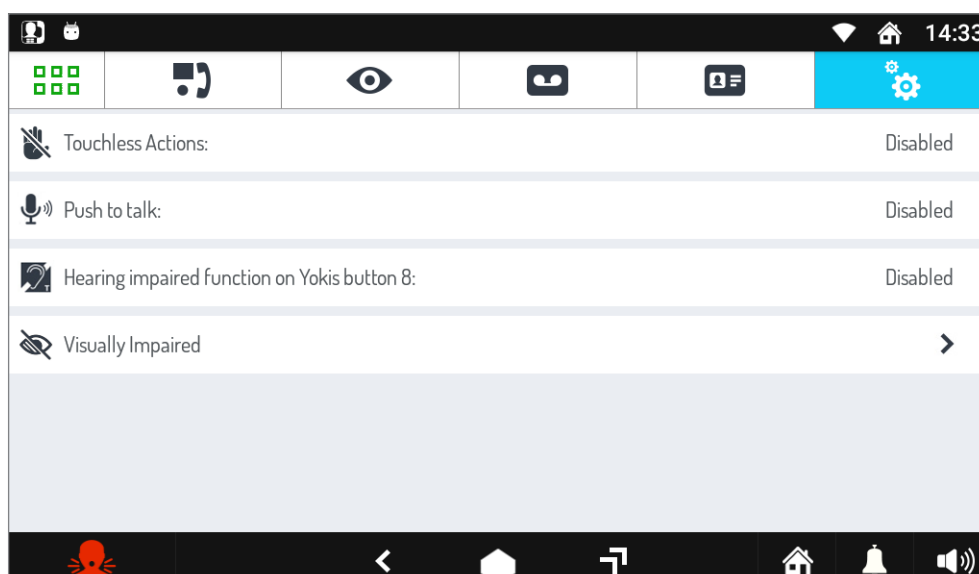 14:33
Touchless Actions: Disabled
Push to talk: Disabled
Hearing impaired function on Yokis button 8: Disabled
Visually Impaired